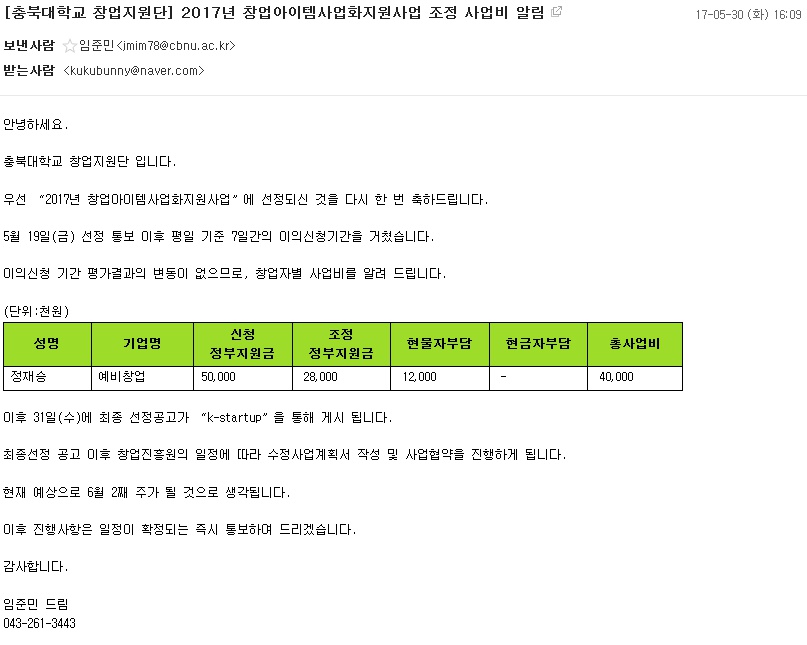 [충북대학교 창업지원단] 2017년 창업아이템사업화지원사업 조정 사업비 알림
17-05-30 (화) 16:09
보낸사람 임준민<jmim78@cbnu.ac.kr>
받는사람 <kukubunny@naver.com>
안녕하세요.
충북대학교 창업지원단 입니다.
우선 “2017년 창업아이템사업화지원사업”에 선정되신 것을 다시 한 번 축하드립니다.
5월 19일(금) 선정 통보 이후 평일 기준 7일간의 이의신청기간을 거쳤습니다.
이의신청 기간 평가결과의 변동이 없으므로, 창업자별 사업비를 알려 드립니다.
(단위:천원)
성명 기업명 신청 정부지원금 조정 정부지원금 현물자부담 현금자부담 총사업비
정재승 예비창업 50,000 28,000 12,000 - 40,000
이후 31일(수)에 최종 선정공고가 “k-startup”을 통해 게시 됩니다.
최종선정 공고 이후 창업진흥원의 일정에 따라 수정사업계획서 작성 및 사업협약을 진행하게 됩니다.
현재 예상으로 6월 2째 주가 될 것으로 생각됩니다.
이후 진행사항은 일정이 확정되는 즉시 통보하여 드리겠습니다.
감사합니다.
임준민 드림
043-261-3443